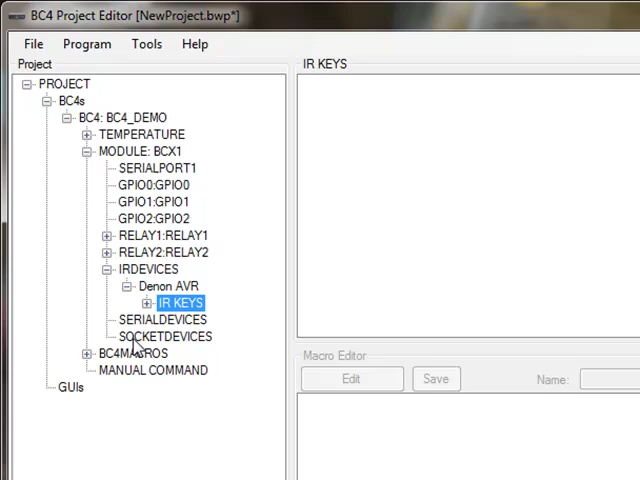 BC4 Project Editor [NewProject.bwp*]
File Program Tools Help
Project
IR KEYS
PROJECT
BC4s
BC4: BC4_DEMO
TEMPERATURE
MODULE: BCX1
SERIALPORT1
GPIO0:GPIO0
GPIO1:GPIO1
GPIO2:GPIO2
RELAY1:RELAY1
RELAY2:RELAY2
IRDEVICES
Denon AVR
IR KEYS
SERIALDEVICES
SOCKETDEVICES
BC4MACROS
MANUAL COMMAND
GUIs
Macro Editor
Edit Save Name: